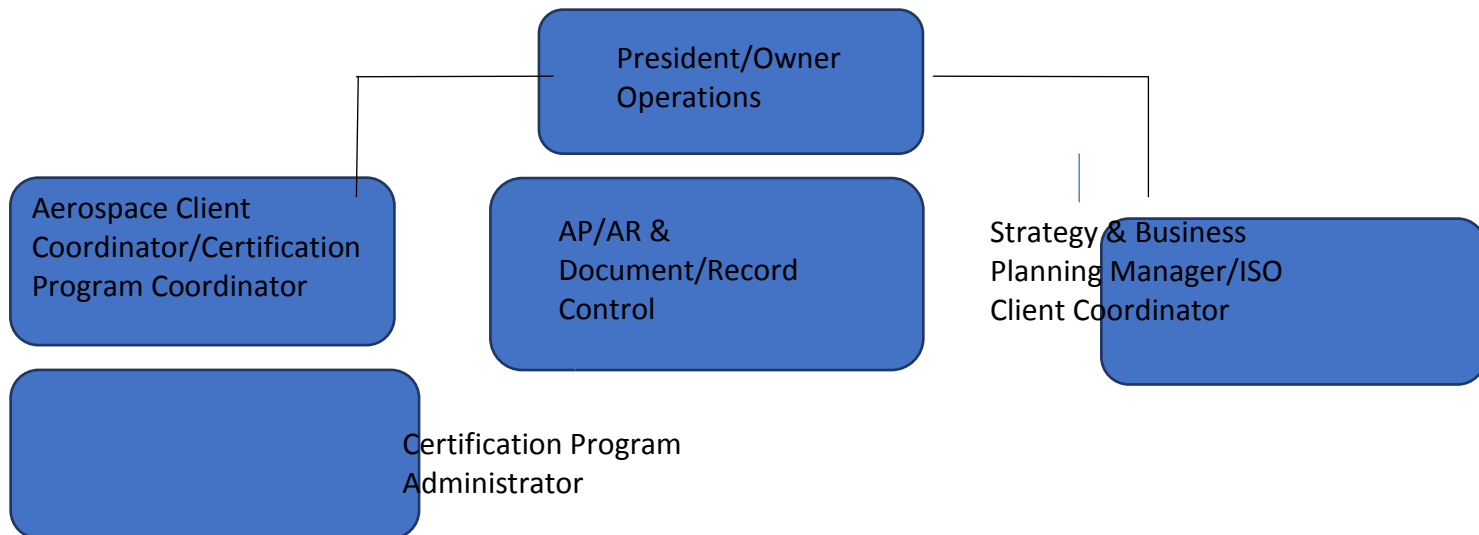 President/Owner
Operations
Aerospace Client
Coordinator/Certification
Program Coordinator
AP/AR &
Document/Record
Control
Strategy & Business
Planning Manager/ISO
Client Coordinator
Certification Program
Administrator